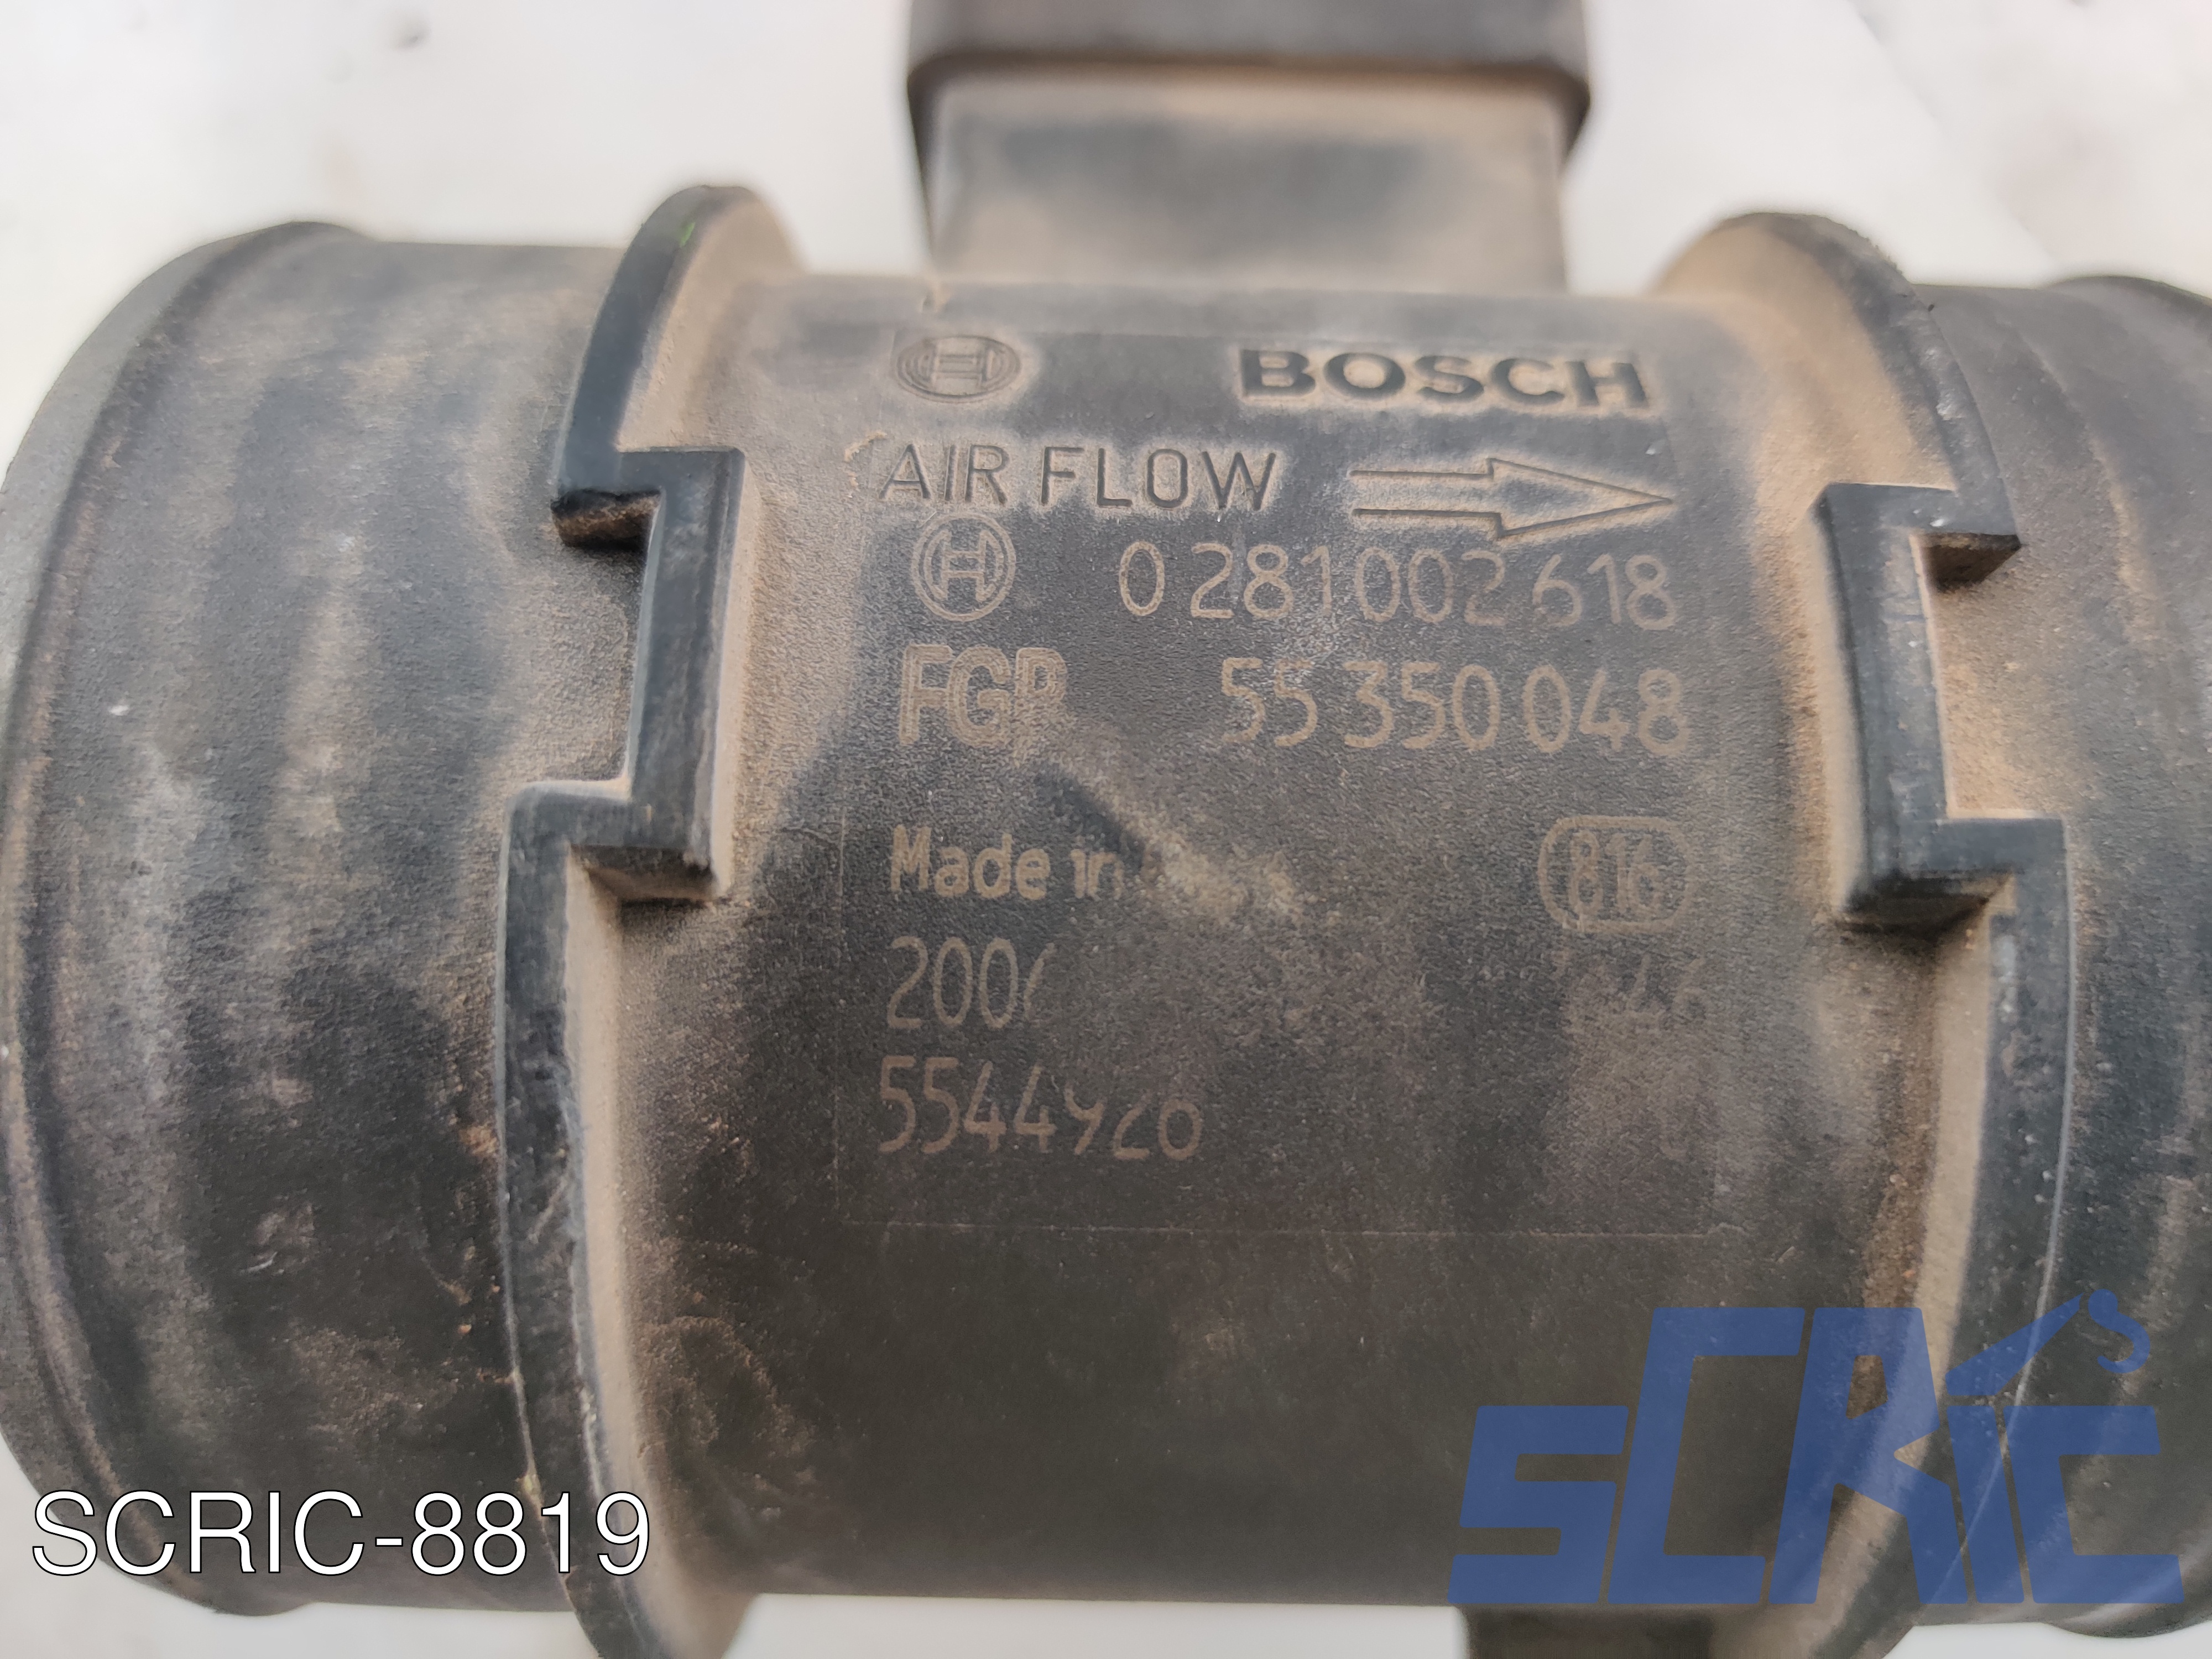 BOSCH
AIR FLOW
0 281 002 618
FGP 55 350 048
Made in
816
SCRIC-8819
SCRIC